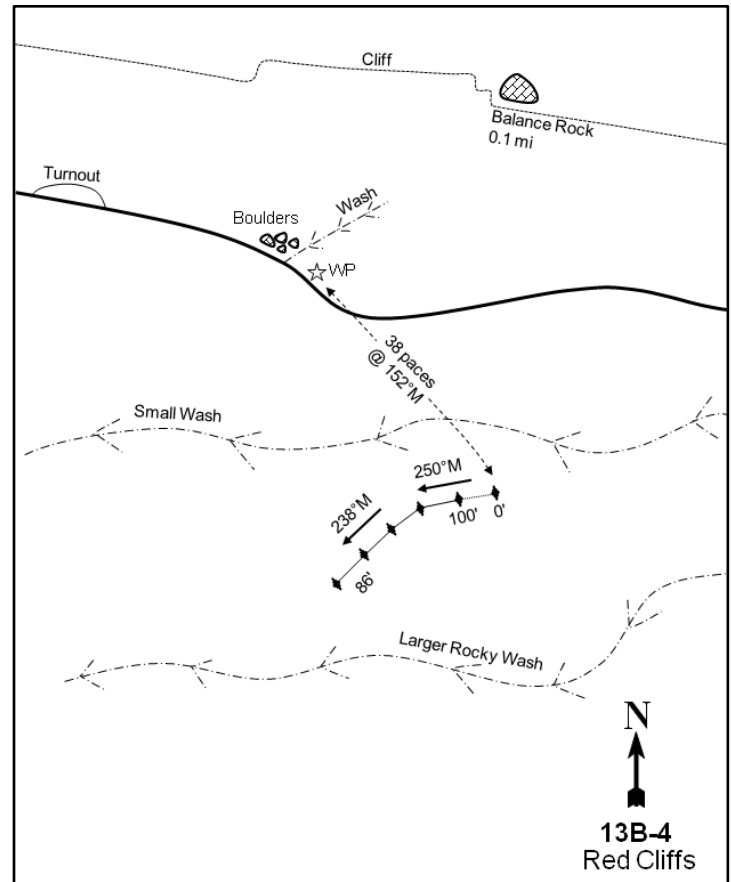 Cliff
Balance Rock
0.1 mi
Turnout
Wash
Boulders
WP
38 paces
@ 152°M
Small Wash
250°M
238°M
100'
0'
86'
Larger Rocky Wash
N
13B-4
Red Cliffs